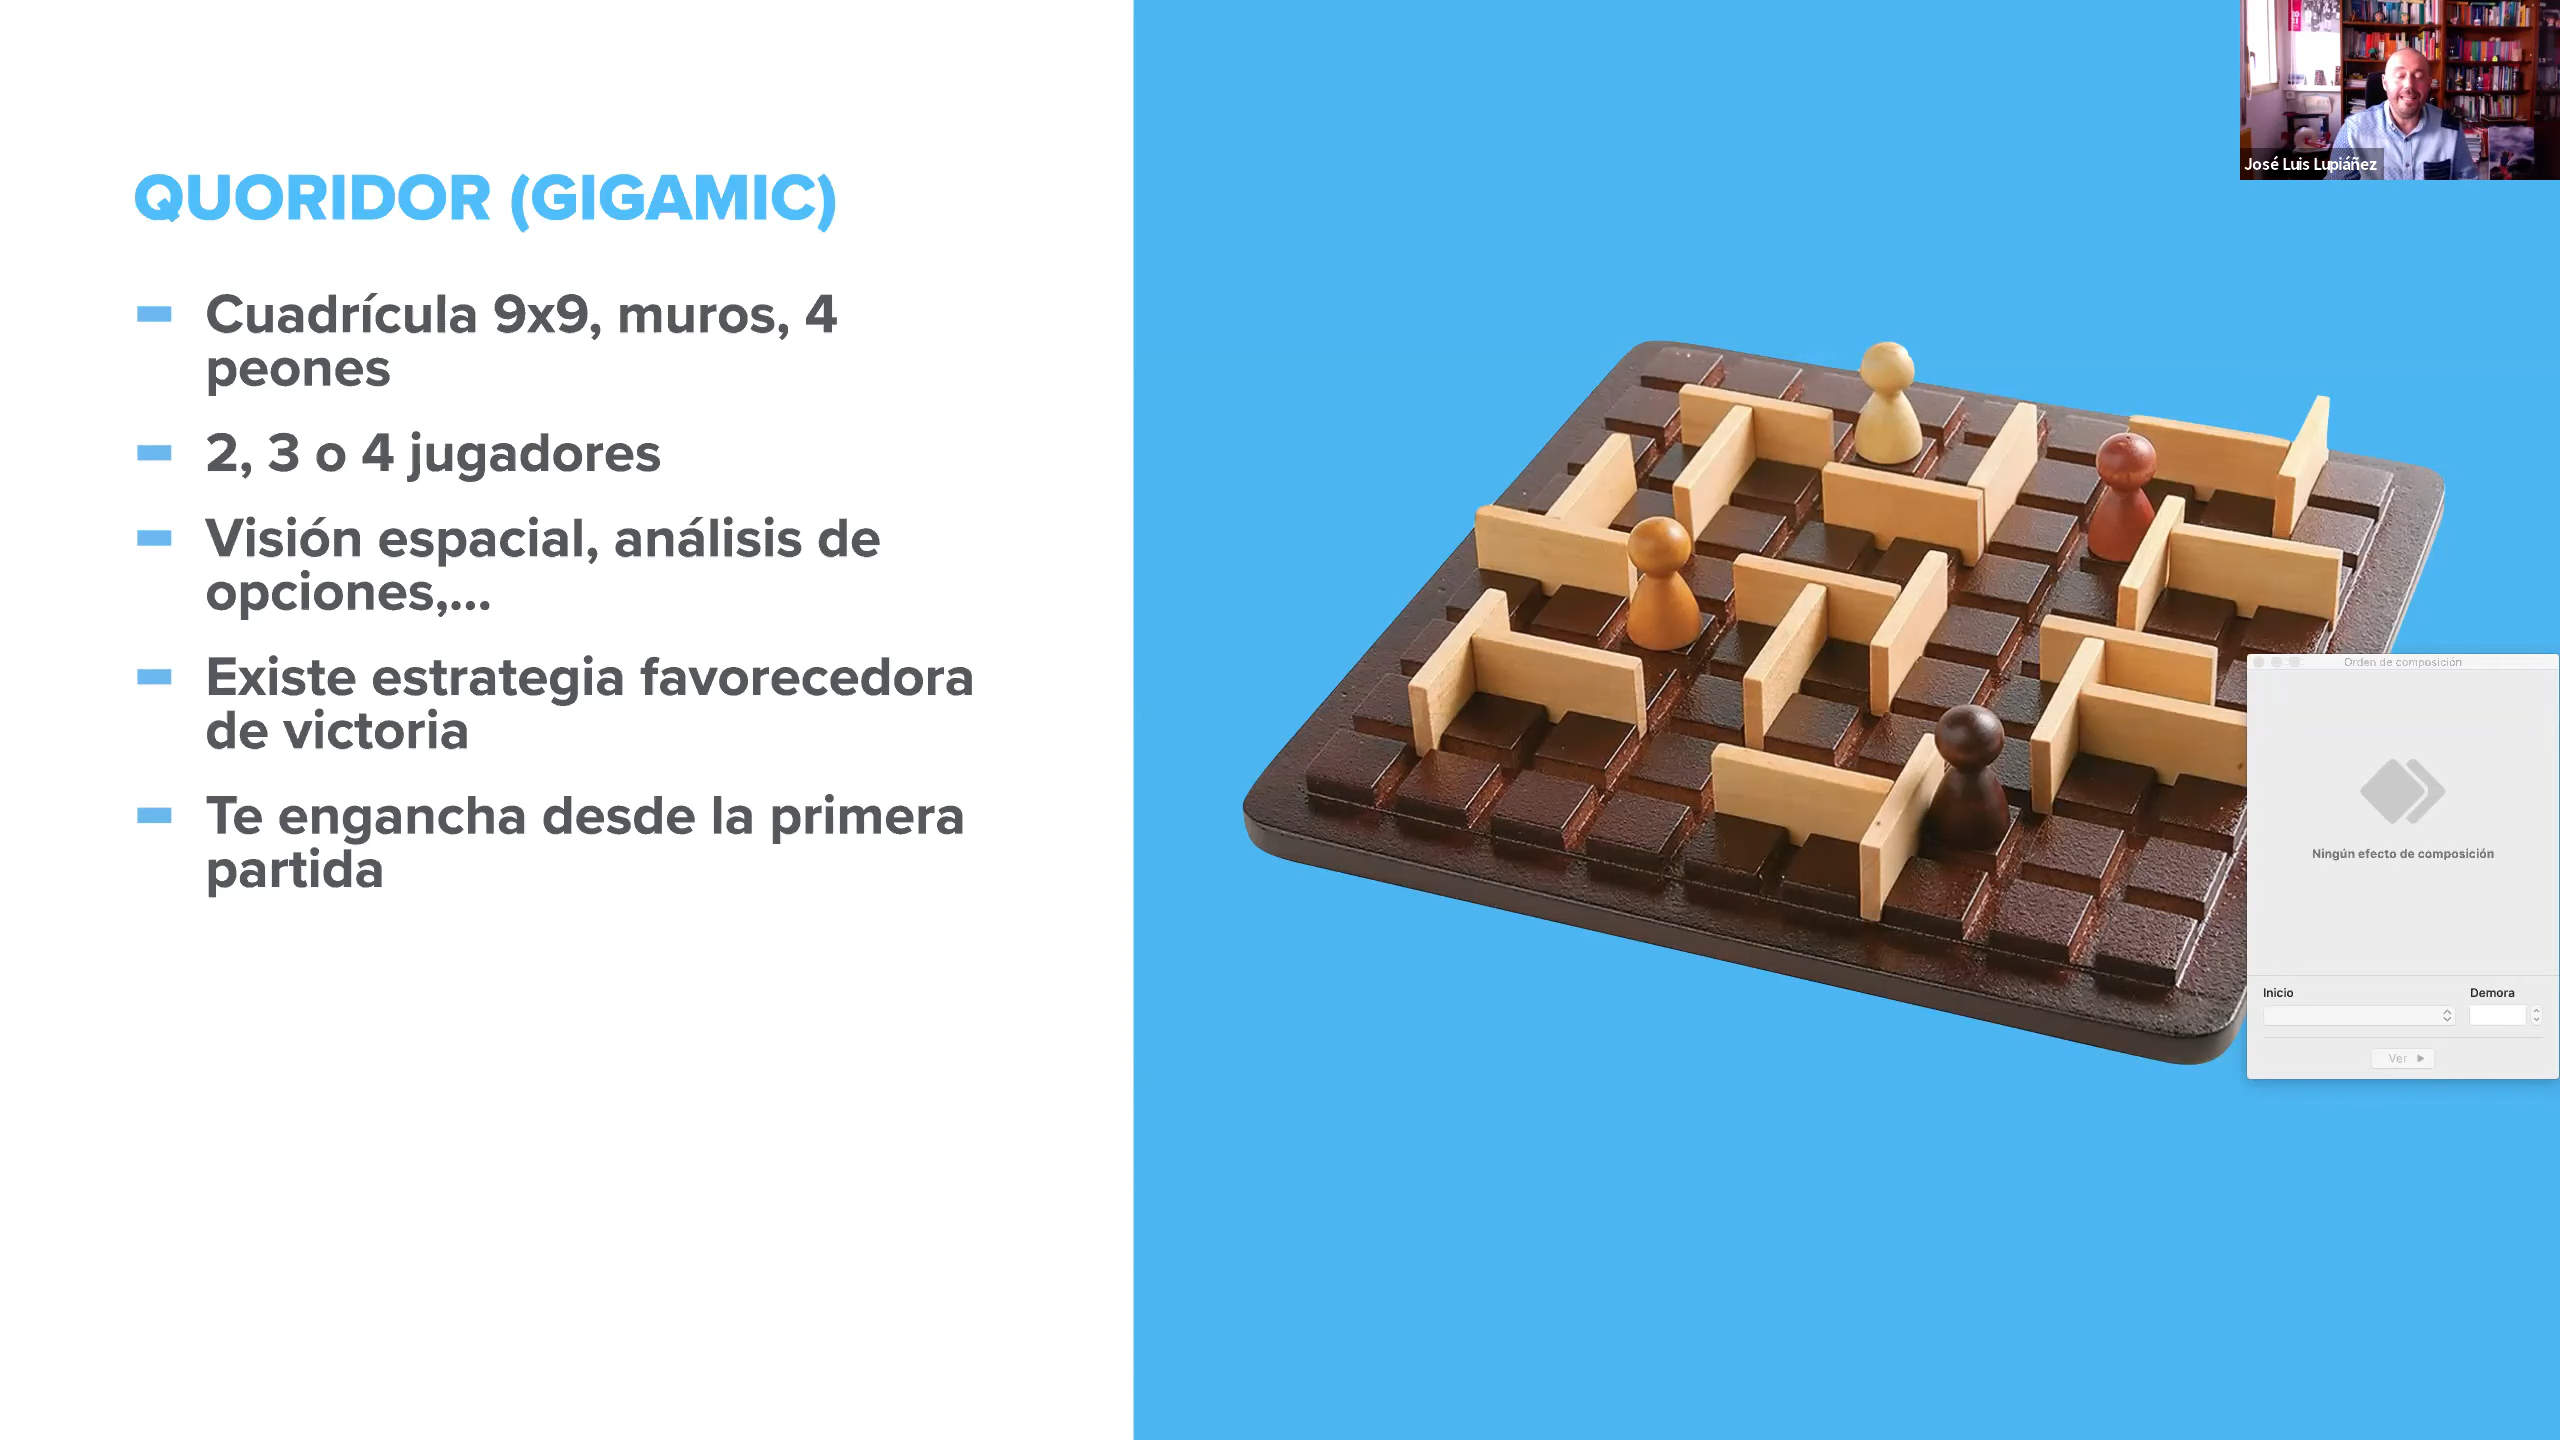 QUORIDOR (GIGAMIC)
Cuadrícula 9x9, muros, 4
peones
2, 3 o 4 jugadores
Visión espacial, análisis de
opciones,...
Existe estrategia favorecedora
de victoria
Te engancha desde la primera
partida
José Luis Lupiáñez
Orden de composición
Ningún efecto de composición
Inicio
Demora
Ver